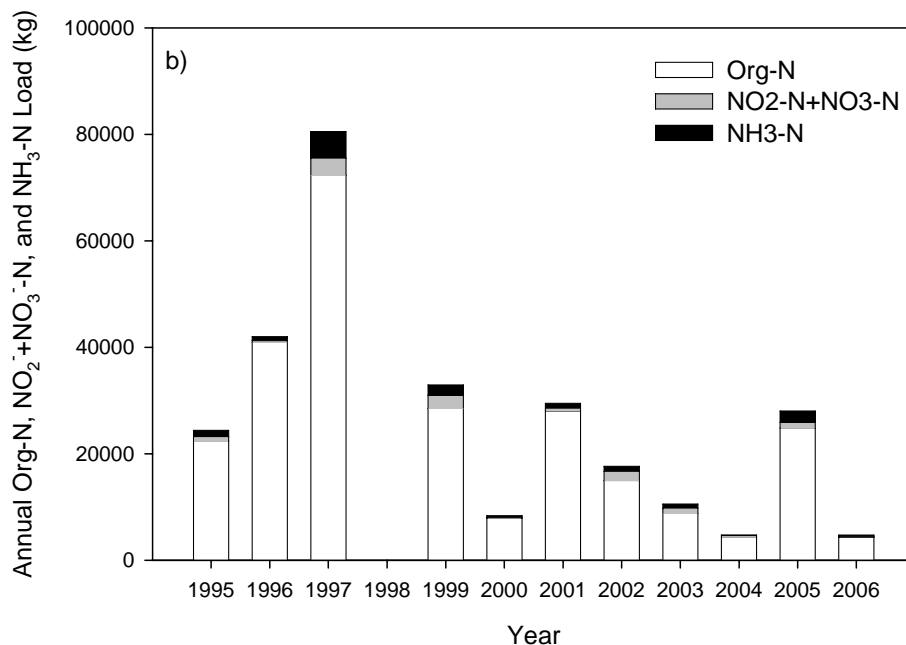 b)
Org-N
NO2-N+NO3-N
NH3-N
Annual Org-N, NO₂⁻+NO₃⁻-N, and NH₃-N Load (kg)
100000
80000
60000
40000
20000
0
1995 1996 1997 1998 1999 2000 2001 2002 2003 2004 2005 2006
Year